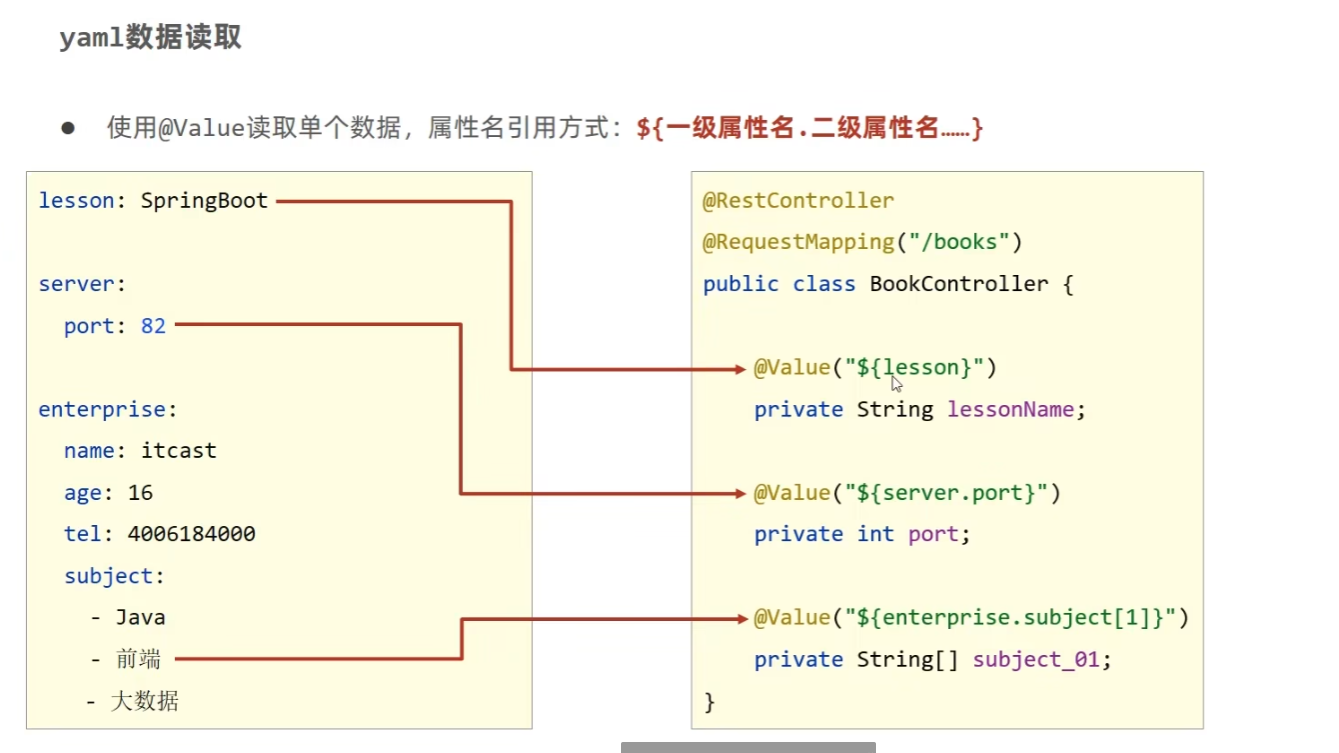 yaml数据读取
● 使用@Value读取单个数据，属性名引用方式：${一级属性名.二级属性名……}
lesson: SpringBoot
server:
  port: 82
enterprise:
  name: itcast
  age: 16
  tel: 4006184000
  subject:
    - Java
    - 前端
    - 大数据
@RestController
@RequestMapping("/books")
public class BookController {
    @Value("${lesson}")
    private String lessonName;
    @Value("${server.port}")
    private int port;
    @Value("${enterprise.subject[1]}")
    private String[] subject_01;
}